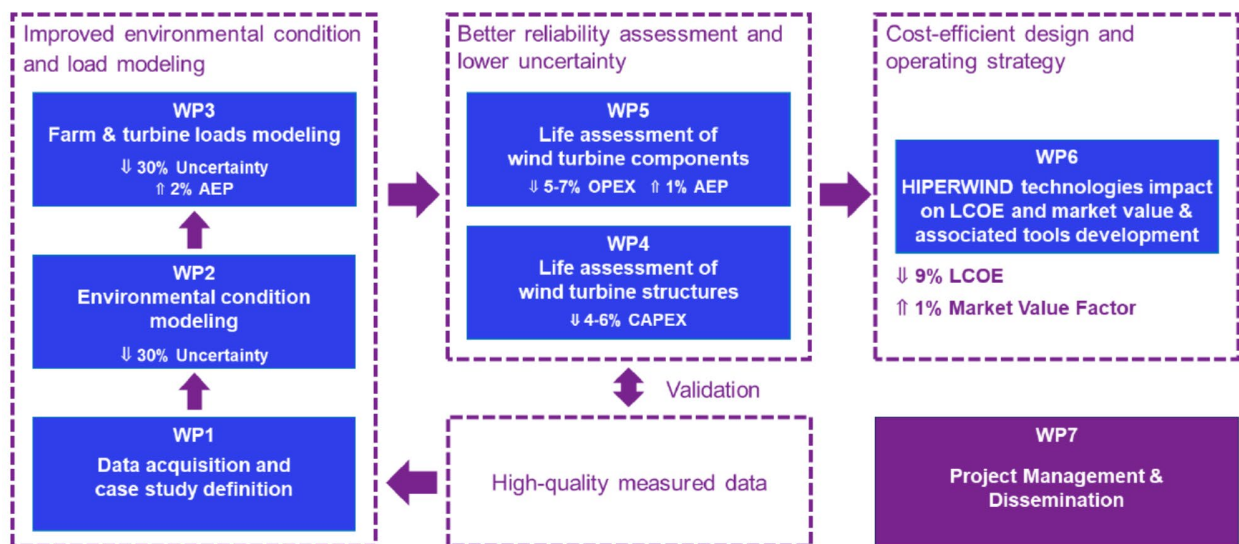 Improved environmental condition
and load modeling
WP3
Farm & turbine loads modeling
⇓ 30% Uncertainty
⇑ 2% AEP
WP2
Environmental condition
modeling
⇓ 30% Uncertainty
WP1
Data acquisition and
case study definition
Better reliability assessment and
lower uncertainty
WP5
Life assessment of
wind turbine components
⇓ 5-7% OPEX ⇑ 1% AEP
WP4
Life assessment of
wind turbine structures
⇓ 4-6% CAPEX
Validation
High-quality measured data
Cost-efficient design and
operating strategy
WP6
HIPERWIND technologies impact
on LCOE and market value &
associated tools development
⇓ 9% LCOE
⇑ 1% Market Value Factor
WP7
Project Management &
Dissemination